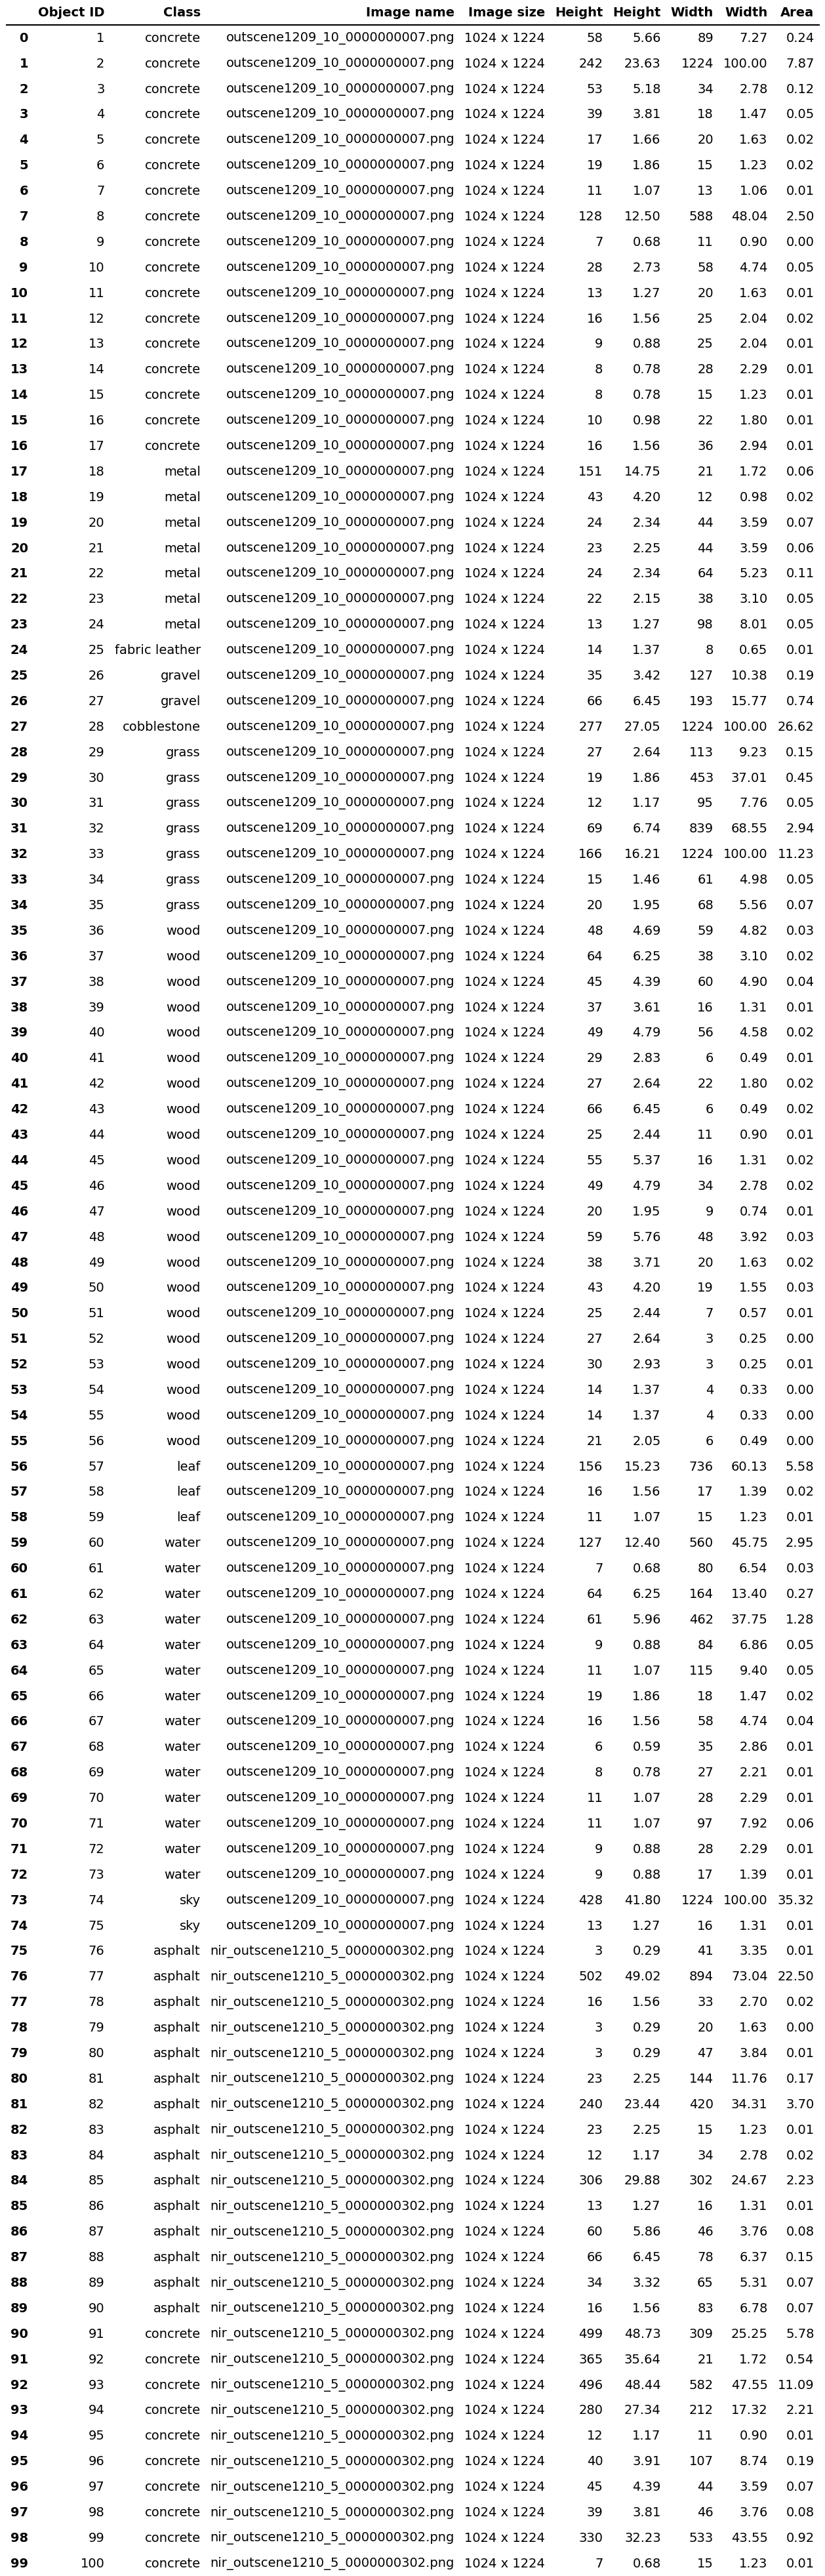 Object ID Class Image name Image size Height Height Width Width Area
0 1 concrete outscene1209_10_0000000007.png 1024 x 1224 58 5.66 89 7.27 0.24
1 2 concrete outscene1209_10_0000000007.png 1024 x 1224 242 23.63 1224 100.00 7.87
2 3 concrete outscene1209_10_0000000007.png 1024 x 1224 53 5.18 34 2.78 0.12
3 4 concrete outscene1209_10_0000000007.png 1024 x 1224 39 3.81 18 1.47 0.05
4 5 concrete outscene1209_10_0000000007.png 1024 x 1224 17 1.66 20 1.63 0.02
5 6 concrete outscene1209_10_0000000007.png 1024 x 1224 19 1.86 15 1.23 0.02
6 7 concrete outscene1209_10_0000000007.png 1024 x 1224 11 1.07 13 1.06 0.01
7 8 concrete outscene1209_10_0000000007.png 1024 x 1224 128 12.50 588 48.04 2.50
8 9 concrete outscene1209_10_0000000007.png 1024 x 1224 7 0.68 11 0.90 0.00
9 10 concrete outscene1209_10_0000000007.png 1024 x 1224 28 2.73 58 4.74 0.05
10 11 concrete outscene1209_10_0000000007.png 1024 x 1224 13 1.27 20 1.63 0.01
11 12 concrete outscene1209_10_0000000007.png 1024 x 1224 16 1.56 25 2.04 0.02
12 13 concrete outscene1209_10_0000000007.png 1024 x 1224 9 0.88 25 2.04 0.01
13 14 concrete outscene1209_10_0000000007.png 1024 x 1224 8 0.78 28 2.29 0.01
14 15 concrete outscene1209_10_0000000007.png 1024 x 1224 8 0.78 15 1.23 0.01
15 16 concrete outscene1209_10_0000000007.png 1024 x 1224 10 0.98 22 1.80 0.01
16 17 concrete outscene1209_10_0000000007.png 1024 x 1224 16 1.56 36 2.94 0.01
17 18 metal outscene1209_10_0000000007.png 1024 x 1224 151 14.75 21 1.72 0.06
18 19 metal outscene1209_10_0000000007.png 1024 x 1224 43 4.20 12 0.98 0.02
19 20 metal outscene1209_10_0000000007.png 1024 x 1224 24 2.34 44 3.59 0.07
20 21 metal outscene1209_10_0000000007.png 1024 x 1224 23 2.25 44 3.59 0.06
21 22 metal outscene1209_10_0000000007.png 1024 x 1224 24 2.34 64 5.23 0.11
22 23 metal outscene1209_10_0000000007.png 1024 x 1224 22 2.15 38 3.10 0.05
23 24 metal outscene1209_10_0000000007.png 1024 x 1224 13 1.27 98 8.01 0.05
24 25 fabric leather outscene1209_10_0000000007.png 1024 x 1224 14 1.37 8 0.65 0.01
25 26 gravel outscene1209_10_0000000007.png 1024 x 1224 35 3.42 127 10.38 0.19
26 27 gravel outscene1209_10_0000000007.png 1024 x 1224 66 6.45 193 15.77 0.74
27 28 cobblestone outscene1209_10_0000000007.png 1024 x 1224 277 27.05 1224 100.00 26.62
28 29 grass outscene1209_10_0000000007.png 1024 x 1224 27 2.64 113 9.23 0.15
29 30 grass outscene1209_10_0000000007.png 1024 x 1224 19 1.86 453 37.01 0.45
30 31 grass outscene1209_10_0000000007.png 1024 x 1224 12 1.17 95 7.76 0.05
31 32 grass outscene1209_10_0000000007.png 1024 x 1224 69 6.74 839 68.55 2.94
32 33 grass outscene1209_10_0000000007.png 1024 x 1224 166 16.21 1224 100.00 11.23
33 34 grass outscene1209_10_0000000007.png 1024 x 1224 15 1.46 61 4.98 0.05
34 35 grass outscene1209_10_0000000007.png 1024 x 1224 20 1.95 68 5.56 0.07
35 36 wood outscene1209_10_0000000007.png 1024 x 1224 48 4.69 59 4.82 0.03
36 37 wood outscene1209_10_0000000007.png 1024 x 1224 64 6.25 38 3.10 0.02
37 38 wood outscene1209_10_0000000007.png 1024 x 1224 45 4.39 60 4.90 0.04
38 39 wood outscene1209_10_0000000007.png 1024 x 1224 37 3.61 16 1.31 0.01
39 40 wood outscene1209_10_0000000007.png 1024 x 1224 49 4.79 56 4.58 0.02
40 41 wood outscene1209_10_0000000007.png 1024 x 1224 29 2.83 6 0.49 0.01
41 42 wood outscene1209_10_0000000007.png 1024 x 1224 27 2.64 22 1.80 0.02
42 43 wood outscene1209_10_0000000007.png 1024 x 1224 66 6.45 6 0.49 0.02
43 44 wood outscene1209_10_0000000007.png 1024 x 1224 25 2.44 11 0.90 0.01
44 45 wood outscene1209_10_0000000007.png 1024 x 1224 55 5.37 16 1.31 0.02
45 46 wood outscene1209_10_0000000007.png 1024 x 1224 49 4.79 34 2.78 0.02
46 47 wood outscene1209_10_0000000007.png 1024 x 1224 20 1.95 9 0.74 0.01
47 48 wood outscene1209_10_0000000007.png 1024 x 1224 59 5.76 48 3.92 0.03
48 49 wood outscene1209_10_0000000007.png 1024 x 1224 38 3.71 20 1.63 0.02
49 50 wood outscene1209_10_0000000007.png 1024 x 1224 43 4.20 19 1.55 0.03
50 51 wood outscene1209_10_0000000007.png 1024 x 1224 25 2.44 7 0.57 0.01
51 52 wood outscene1209_10_0000000007.png 1024 x 1224 27 2.64 3 0.25 0.00
52 53 wood outscene1209_10_0000000007.png 1024 x 1224 30 2.93 3 0.25 0.01
53 54 wood outscene1209_10_0000000007.png 1024 x 1224 14 1.37 4 0.33 0.00
54 55 wood outscene1209_10_0000000007.png 1024 x 1224 14 1.37 4 0.33 0.00
55 56 wood outscene1209_10_0000000007.png 1024 x 1224 21 2.05 6 0.49 0.00
56 57 leaf outscene1209_10_0000000007.png 1024 x 1224 156 15.23 736 60.13 5.58
57 58 leaf outscene1209_10_0000000007.png 1024 x 1224 16 1.56 17 1.39 0.02
58 59 leaf outscene1209_10_0000000007.png 1024 x 1224 11 1.07 15 1.23 0.01
59 60 water outscene1209_10_0000000007.png 1024 x 1224 127 12.40 560 45.75 2.95
60 61 water outscene1209_10_0000000007.png 1024 x 1224 7 0.68 80 6.54 0.03
61 62 water outscene1209_10_0000000007.png 1024 x 1224 64 6.25 164 13.40 0.27
62 63 water outscene1209_10_0000000007.png 1024 x 1224 61 5.96 462 37.75 1.28
63 64 water outscene1209_10_0000000007.png 1024 x 1224 9 0.88 84 6.86 0.05
64 65 water outscene1209_10_0000000007.png 1024 x 1224 11 1.07 115 9.40 0.05
65 66 water outscene1209_10_0000000007.png 1024 x 1224 19 1.86 18 1.47 0.02
66 67 water outscene1209_10_0000000007.png 1024 x 1224 16 1.56 58 4.74 0.04
67 68 water outscene1209_10_0000000007.png 1024 x 1224 6 0.59 35 2.86 0.01
68 69 water outscene1209_10_0000000007.png 1024 x 1224 8 0.78 27 2.21 0.01
69 70 water outscene1209_10_0000000007.png 1024 x 1224 11 1.07 28 2.29 0.01
70 71 water outscene1209_10_0000000007.png 1024 x 1224 11 1.07 97 7.92 0.06
71 72 water outscene1209_10_0000000007.png 1024 x 1224 9 0.88 28 2.29 0.01
72 73 water outscene1209_10_0000000007.png 1024 x 1224 9 0.88 17 1.39 0.01
73 74 sky outscene1209_10_0000000007.png 1024 x 1224 428 41.80 1224 100.00 35.32
74 75 sky outscene1209_10_0000000007.png 1024 x 1224 13 1.27 16 1.31 0.01
75 76 asphalt nir_outscene1210_5_0000000302.png 1024 x 1224 3 0.29 41 3.35 0.01
76 77 asphalt nir_outscene1210_5_0000000302.png 1024 x 1224 502 49.02 894 73.04 22.50
77 78 asphalt nir_outscene1210_5_0000000302.png 1024 x 1224 16 1.56 33 2.70 0.02
78 79 asphalt nir_outscene1210_5_0000000302.png 1024 x 1224 3 0.29 20 1.63 0.00
79 80 asphalt nir_outscene1210_5_0000000302.png 1024 x 1224 3 0.29 47 3.84 0.01
80 81 asphalt nir_outscene1210_5_0000000302.png 1024 x 1224 23 2.25 144 11.76 0.17
81 82 asphalt nir_outscene1210_5_0000000302.png 1024 x 1224 240 23.44 420 34.31 3.70
82 83 asphalt nir_outscene1210_5_0000000302.png 1024 x 1224 23 2.25 15 1.23 0.01
83 84 asphalt nir_outscene1210_5_0000000302.png 1024 x 1224 12 1.17 34 2.78 0.02
84 85 asphalt nir_outscene1210_5_0000000302.png 1024 x 1224 306 29.88 302 24.67 2.23
85 86 asphalt nir_outscene1210_5_0000000302.png 1024 x 1224 13 1.27 16 1.31 0.01
86 87 asphalt nir_outscene1210_5_0000000302.png 1024 x 1224 60 5.86 46 3.76 0.08
87 88 asphalt nir_outscene1210_5_0000000302.png 1024 x 1224 66 6.45 78 6.37 0.15
88 89 asphalt nir_outscene1210_5_0000000302.png 1024 x 1224 34 3.32 65 5.31 0.07
89 90 asphalt nir_outscene1210_5_0000000302.png 1024 x 1224 16 1.56 83 6.78 0.07
90 91 concrete nir_outscene1210_5_0000000302.png 1024 x 1224 499 48.73 309 25.25 5.78
91 92 concrete nir_outscene1210_5_0000000302.png 1024 x 1224 365 35.64 21 1.72 0.54
92 93 concrete nir_outscene1210_5_0000000302.png 1024 x 1224 496 48.44 582 47.55 11.09
93 94 concrete nir_outscene1210_5_0000000302.png 1024 x 1224 280 27.34 212 17.32 2.21
94 95 concrete nir_outscene1210_5_0000000302.png 1024 x 1224 12 1.17 11 0.90 0.01
95 96 concrete nir_outscene1210_5_0000000302.png 1024 x 1224 40 3.91 107 8.74 0.19
96 97 concrete nir_outscene1210_5_0000000302.png 1024 x 1224 45 4.39 44 3.59 0.07
97 98 concrete nir_outscene1210_5_0000000302.png 1024 x 1224 39 3.81 46 3.76 0.08
98 99 concrete nir_outscene1210_5_0000000302.png 1024 x 1224 330 32.23 533 43.55 0.92
99 100 concrete nir_outscene1210_5_0000000302.png 1024 x 1224 7 0.68 15 1.23 0.01